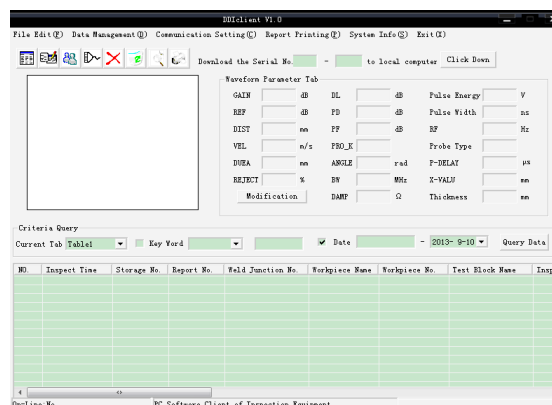 DDIclient V1.0
File Edit(F) Data Management(D) Communication Setting(C) Report Printing(P) System Info(S) Exit(X)
Download the Serial No. - to local computer Click Down
Waveform Parameter Tab
GAIN dB DL dB Pulse Energy V
REF dB PD dB Pulse Width ns
DIST mm PF dB RF Hz
VEL m/s PRO_K Probe Type
DUEA mm ANGLE rad P-DELAY μs
REJECT % BW MHz X-VALU mm
Modification DAMP Ω Thickness mm
Criteria Query
Current Tab Table1 Key Word Date - 2013- 9-10 Query Data
NO. Inspect Time Storage No. Report No. Weld Junction No. Workpiece Name Workpiece No. Test Block Name Insp
On-Line No. PC Software Client of Inspection Equipment